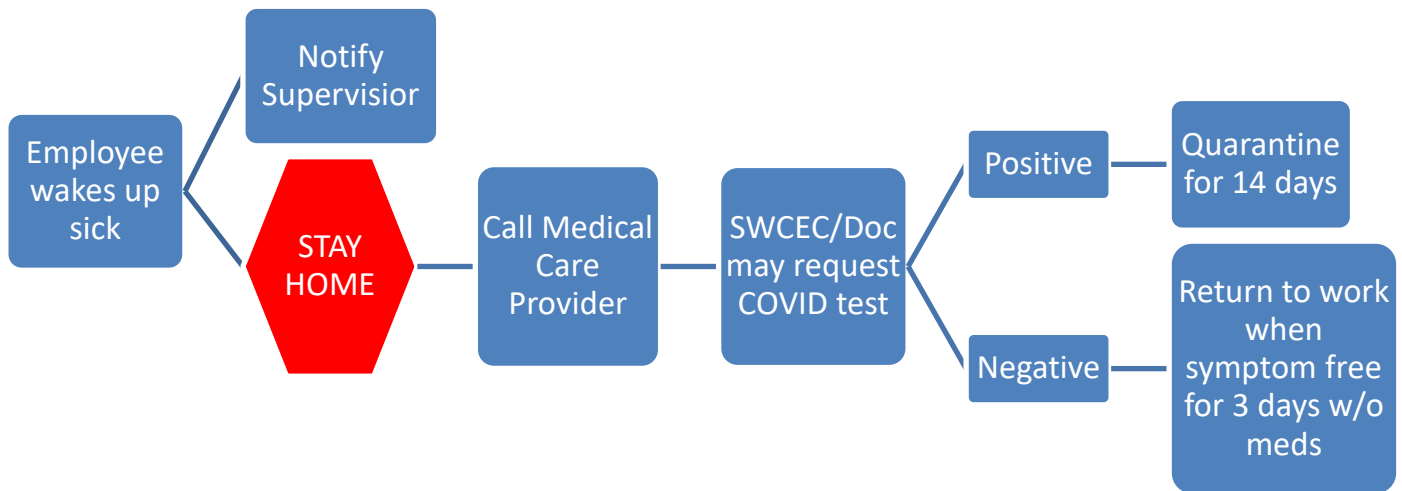 Notify
Supervisior
Employee
wakes up
sick
STAY
HOME
Call Medical
Care
Provider
SWCEC/Doc
may request
COVID test
Positive
Quarantine
for 14 days
Negative
Return to work
when
symptom free
for 3 days w/o
meds